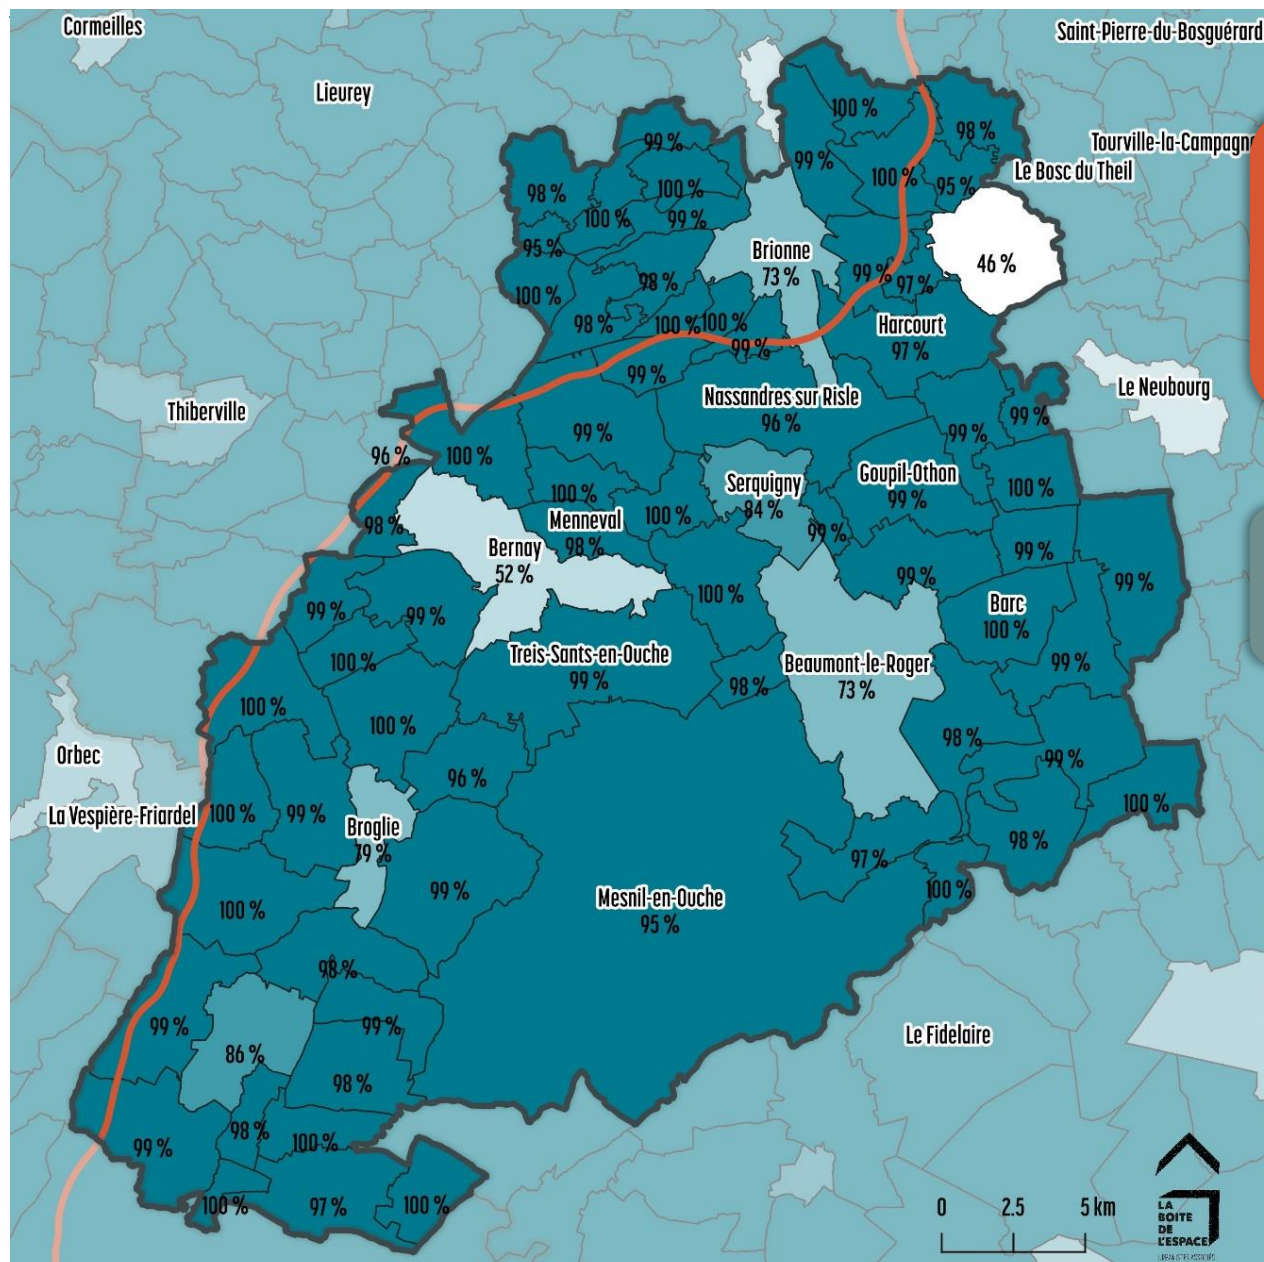 Cormeilles
Saint-Pierre-du-Bosguérard
Lieurey
100 %
98 %
99 %
Tourville-la-Campagne
99 %
Le Bosc du Theil
100 %
95 %
98 %
100 %
100 %
99 %
95 %
Brionne
73 %
46 %
99 %
97 %
98 %
100 %
98 %
100 %
100 %
Harcourt
97 %
99 %
99 %
Le Neubourg
Thiberville
Nassandres sur Risle
96 %
99 %
99 %
99 %
96 %
100 %
Goupil-Othon
99 %
Serquigny
84 %
100 %
100 %
Menneval
98 %
100 %
98 %
99 %
Bernay
52 %
99 %
99 %
99 %
100 %
Barc
100 %
99 %
99 %
Treis-Sants-en-Ouche
99 %
100 %
Beaumont-le-Roger
73 %
99 %
98 %
100 %
100 %
98 %
Orbec
99 %
96 %
La Vespière-Friardel
100 %
99 %
100 %
Broglie
79 %
98 %
97 %
99 %
100 %
Mesnil-en-Ouche
95 %
100 %
98 %
99 %
99 %
Le Fidelaire
86 %
98 %
98 %
100 %
99 %
100 %
97 %
100 %
0 2.5 5 km
LA
BOITE
DE
L'ESPACE
URBANISTES ASSOCIÉS